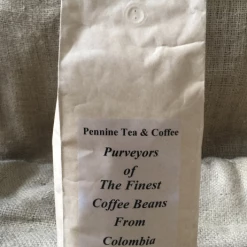 Pennine Tea & Coffee
Purveyors
of
The Finest
Coffee Beans
From
Colombia